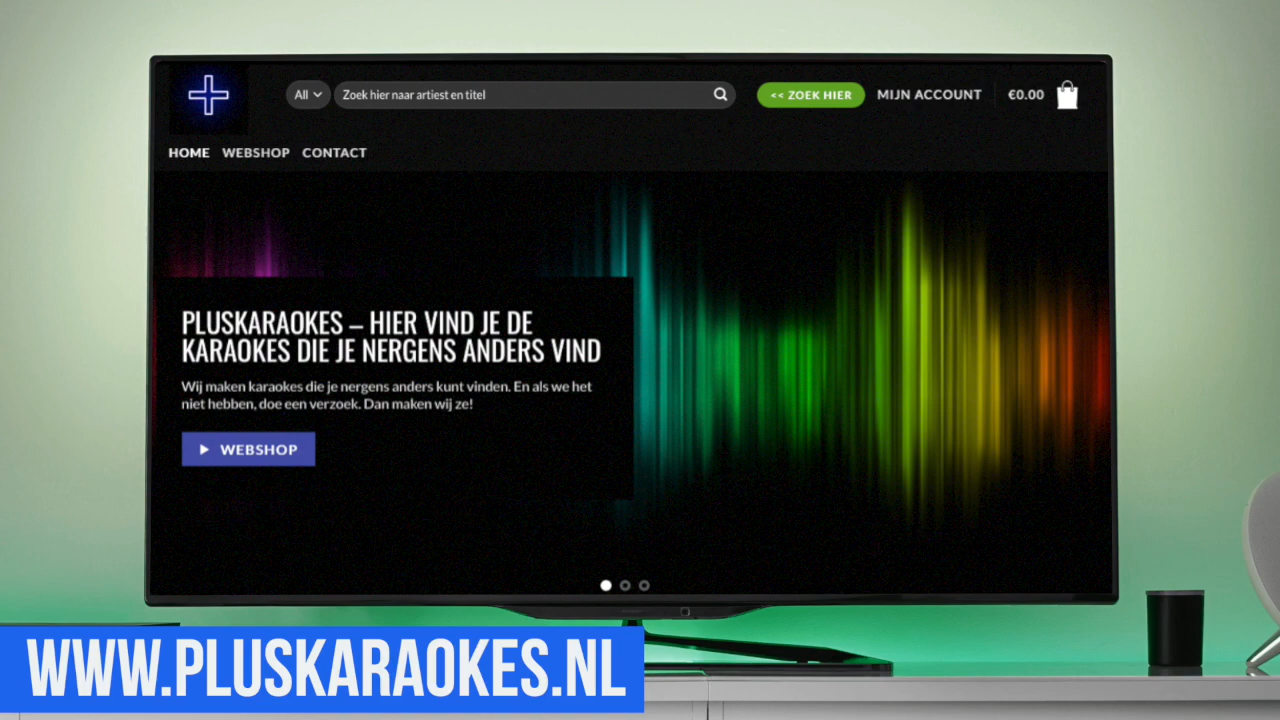 All
Zoek hier naar artiest en titel
<< ZOEK HIER
MIJN ACCOUNT
€0.00
HOME WEBSHOP CONTACT
PLUSKARAOKES – HIER VIND JE DE
KARAOKES DIE JE NERGENS ANDERS VIND
Wij maken karaokes die je nergens anders kunt vinden. En als we het
niet hebben, doe een verzoek. Dan maken wij ze!
WEBSHOP
WWW.PLUSKARAOKES.NL